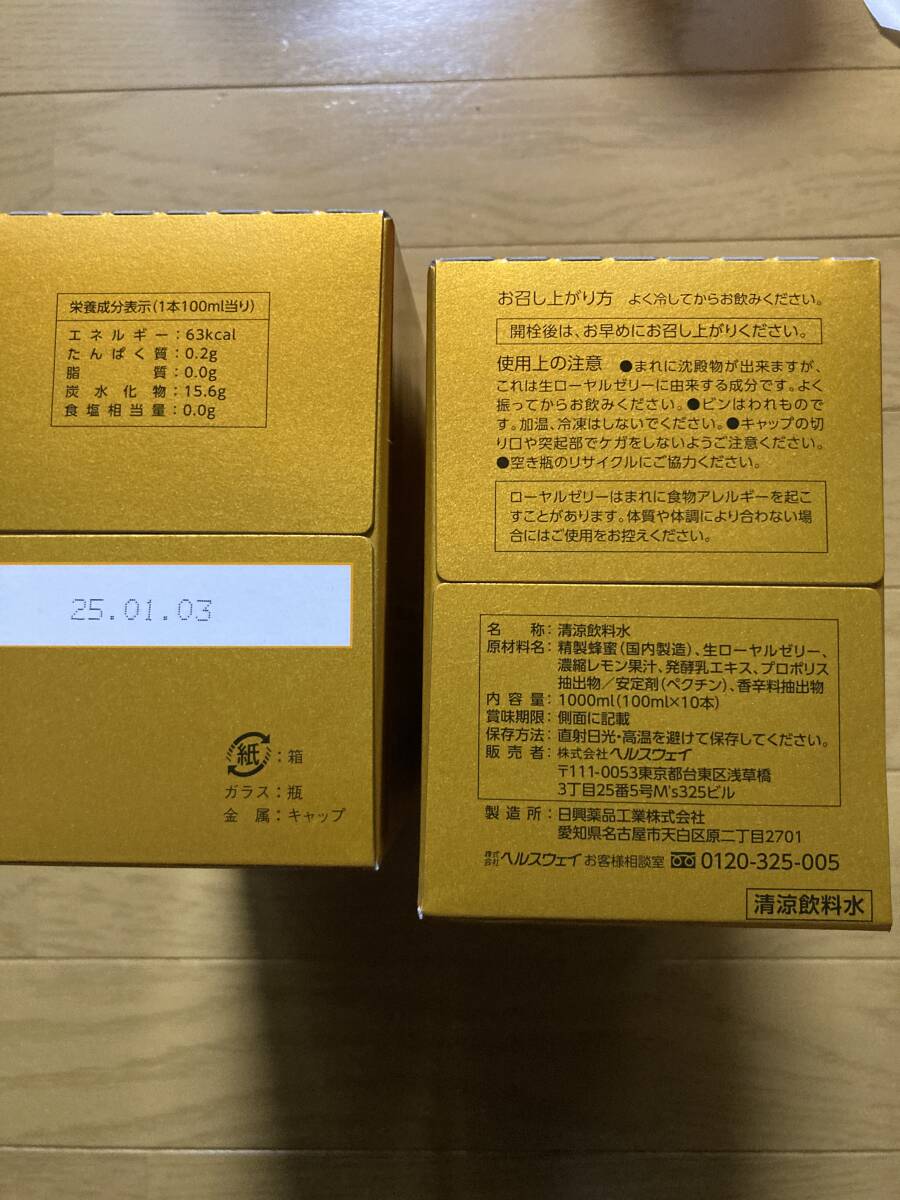 栄養成分表示(1本100ml当り)
エネルギー:63kcal
たんぱく質:0.2g
脂質:0.0g
炭水化物:15.6g
食塩相当量:0.0g
25.01.03
紙:箱
ガラス:瓶
金属:キャップ
お召し上がり方 よく冷してからお飲みください。
開栓後は、お早めにお召し上がりください。
使用上の注意 ●まれに沈殿物が出来ますが、
これは生ローヤルゼリーに由来する成分です。よく
振ってからお飲みください。●ビンはわれもので
す。加温、冷凍はしないでください。●キャップの切
り口や突起部でケガをしないようご注意ください。
●空き瓶のリサイクルにご協力ください。
ローヤルゼリーはまれに食物アレルギーを起こ
すことがあります。体質や体調により合わない場
合にはご使用をお控えください。
名称:清涼飲料水
原材料名:精製蜂蜜(国内製造)、生ローヤルゼリー、
濃縮レモン果汁、発酵乳エキス、プロポリス
抽出物/安定剤(ペクチン)、香辛料抽出物
内容量:1000ml(100ml×10本)
賞味期限:側面に記載
保存方法:直射日光・高温を避けて保存してください。
販売者:株式会社ヘルスウェイ
〒111-0053東京都台東区浅草橋
3丁目25番5号M's325ビル
製造所:日興薬品工業株式会社
愛知県名古屋市天白区原二丁目2701
株式会社ヘルスウェイ お客様相談室 0120-325-005
清涼飲料水